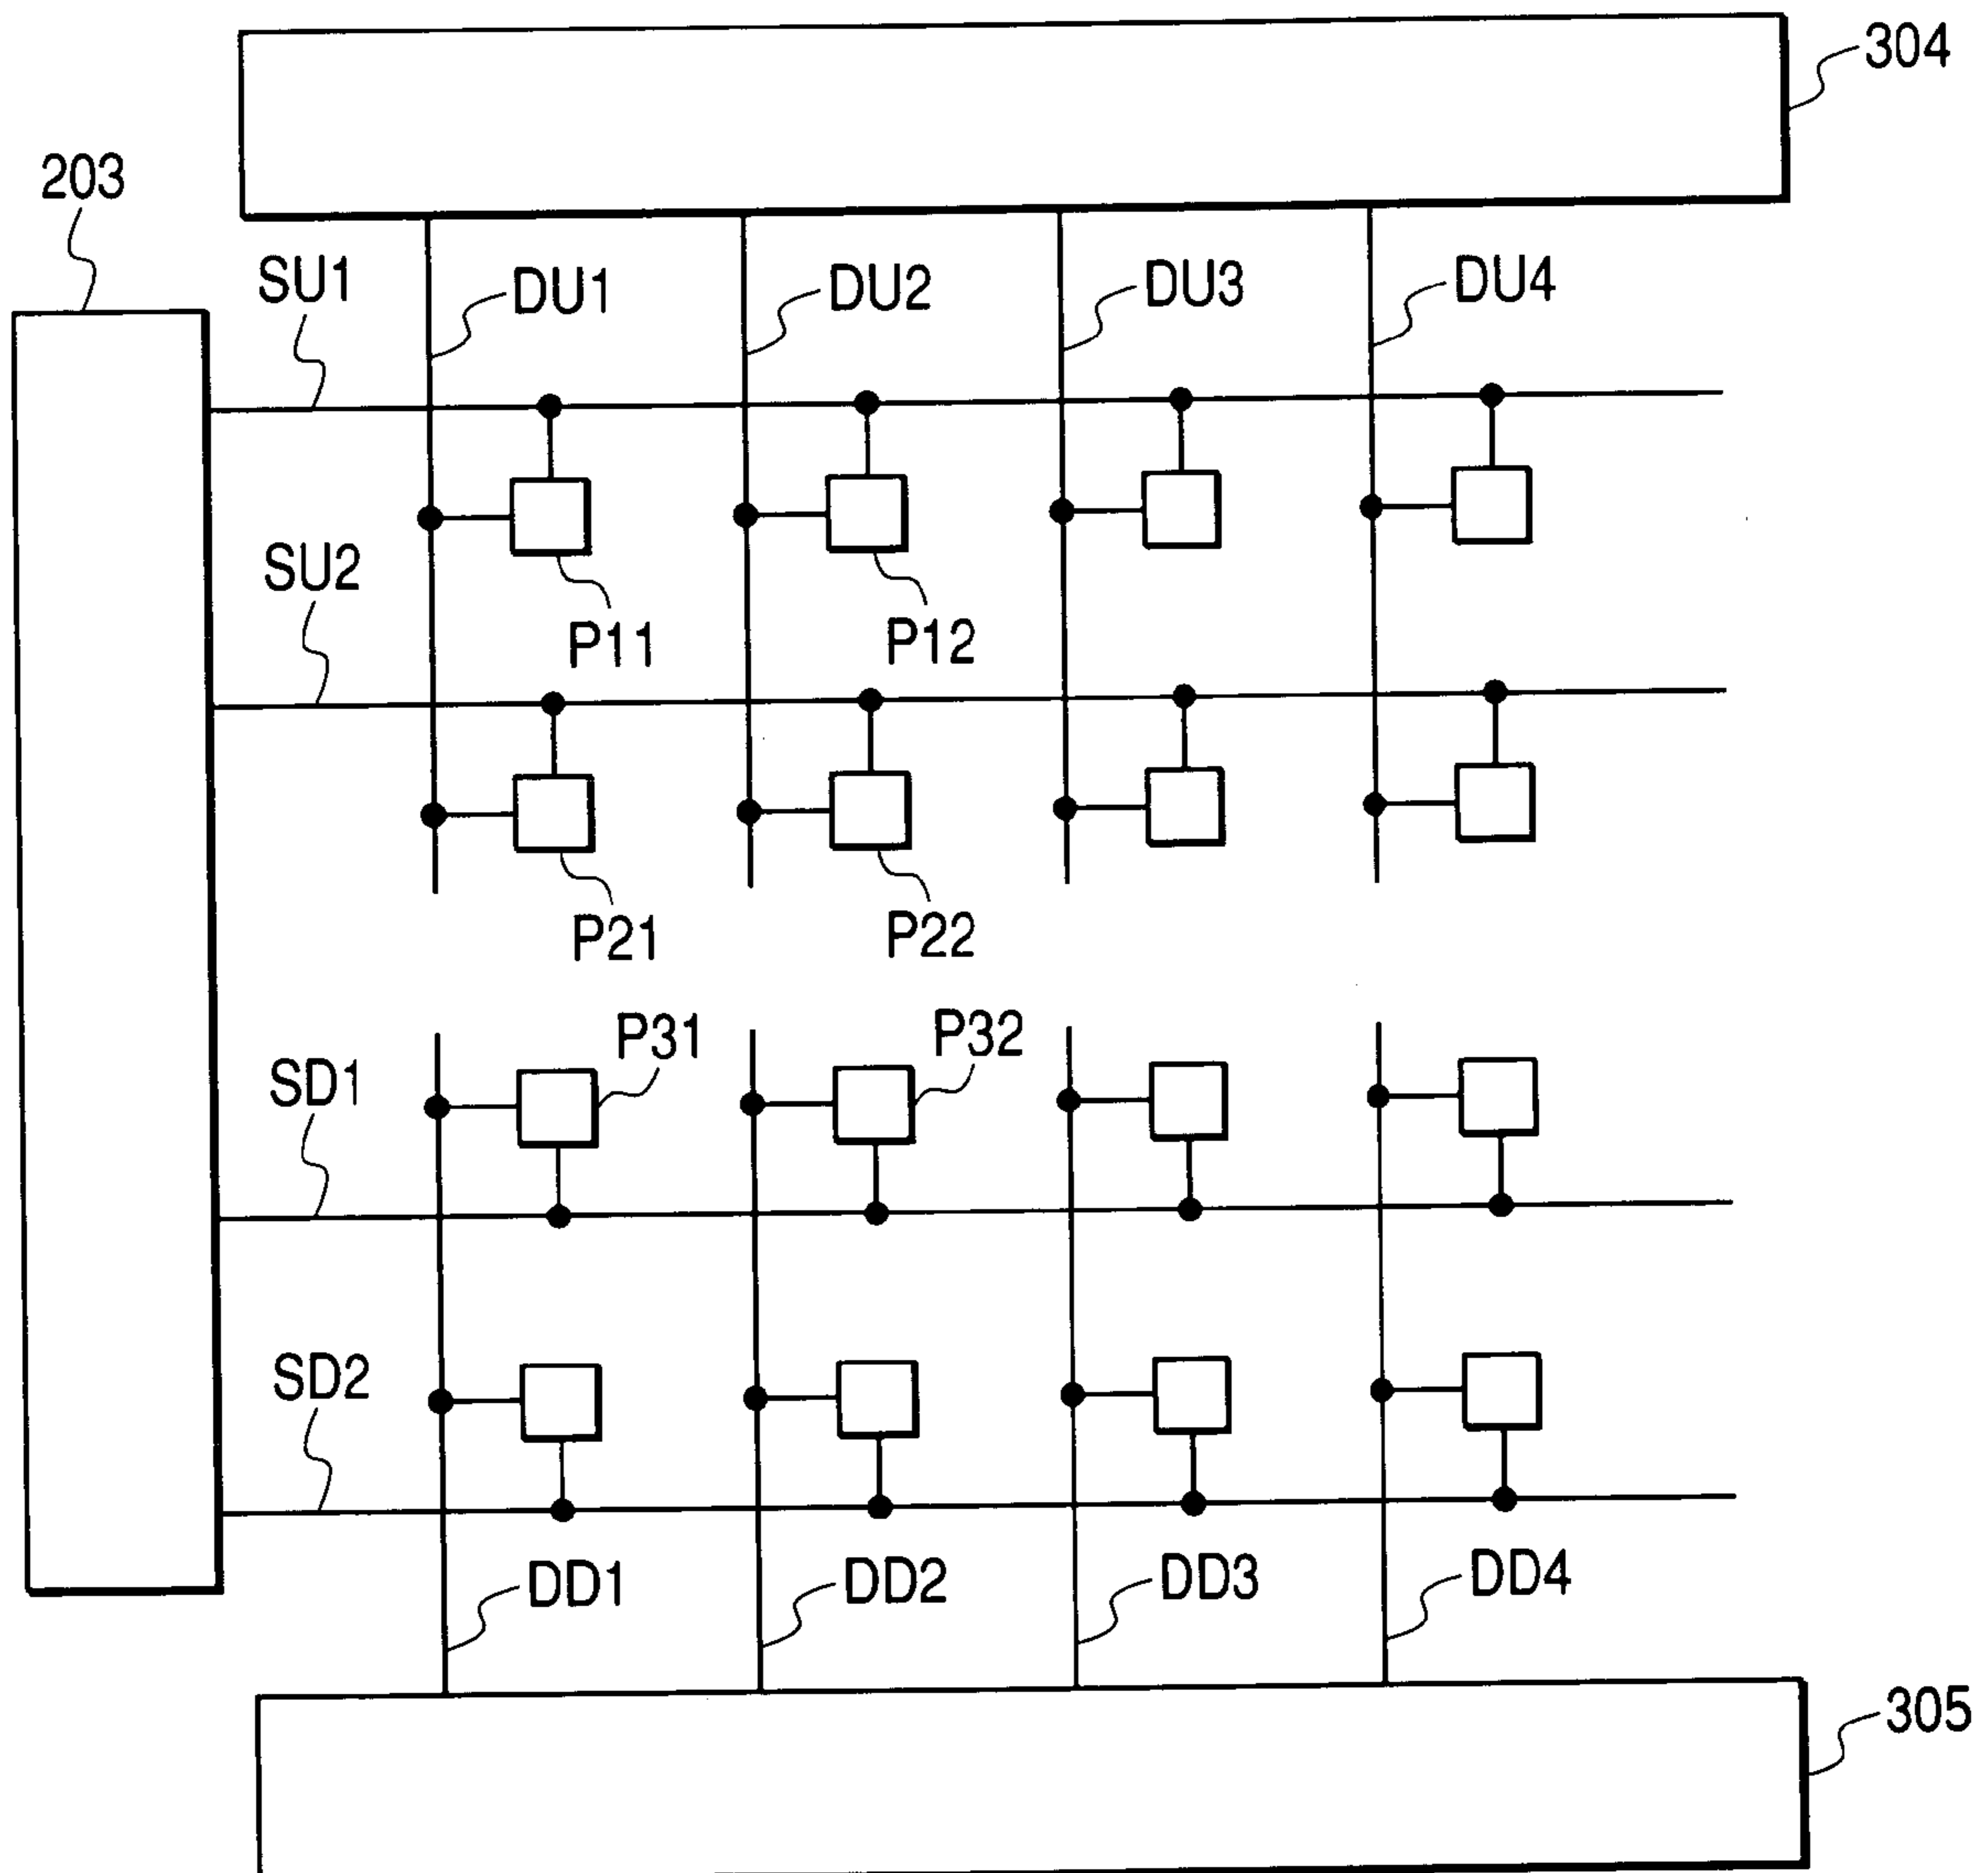 304
203
SU1
DU1
DU2
DU3
DU4
SU2
P11
P12
P21
P22
P31
P32
SD1
SD2
DD1
DD2
DD3
DD4
305